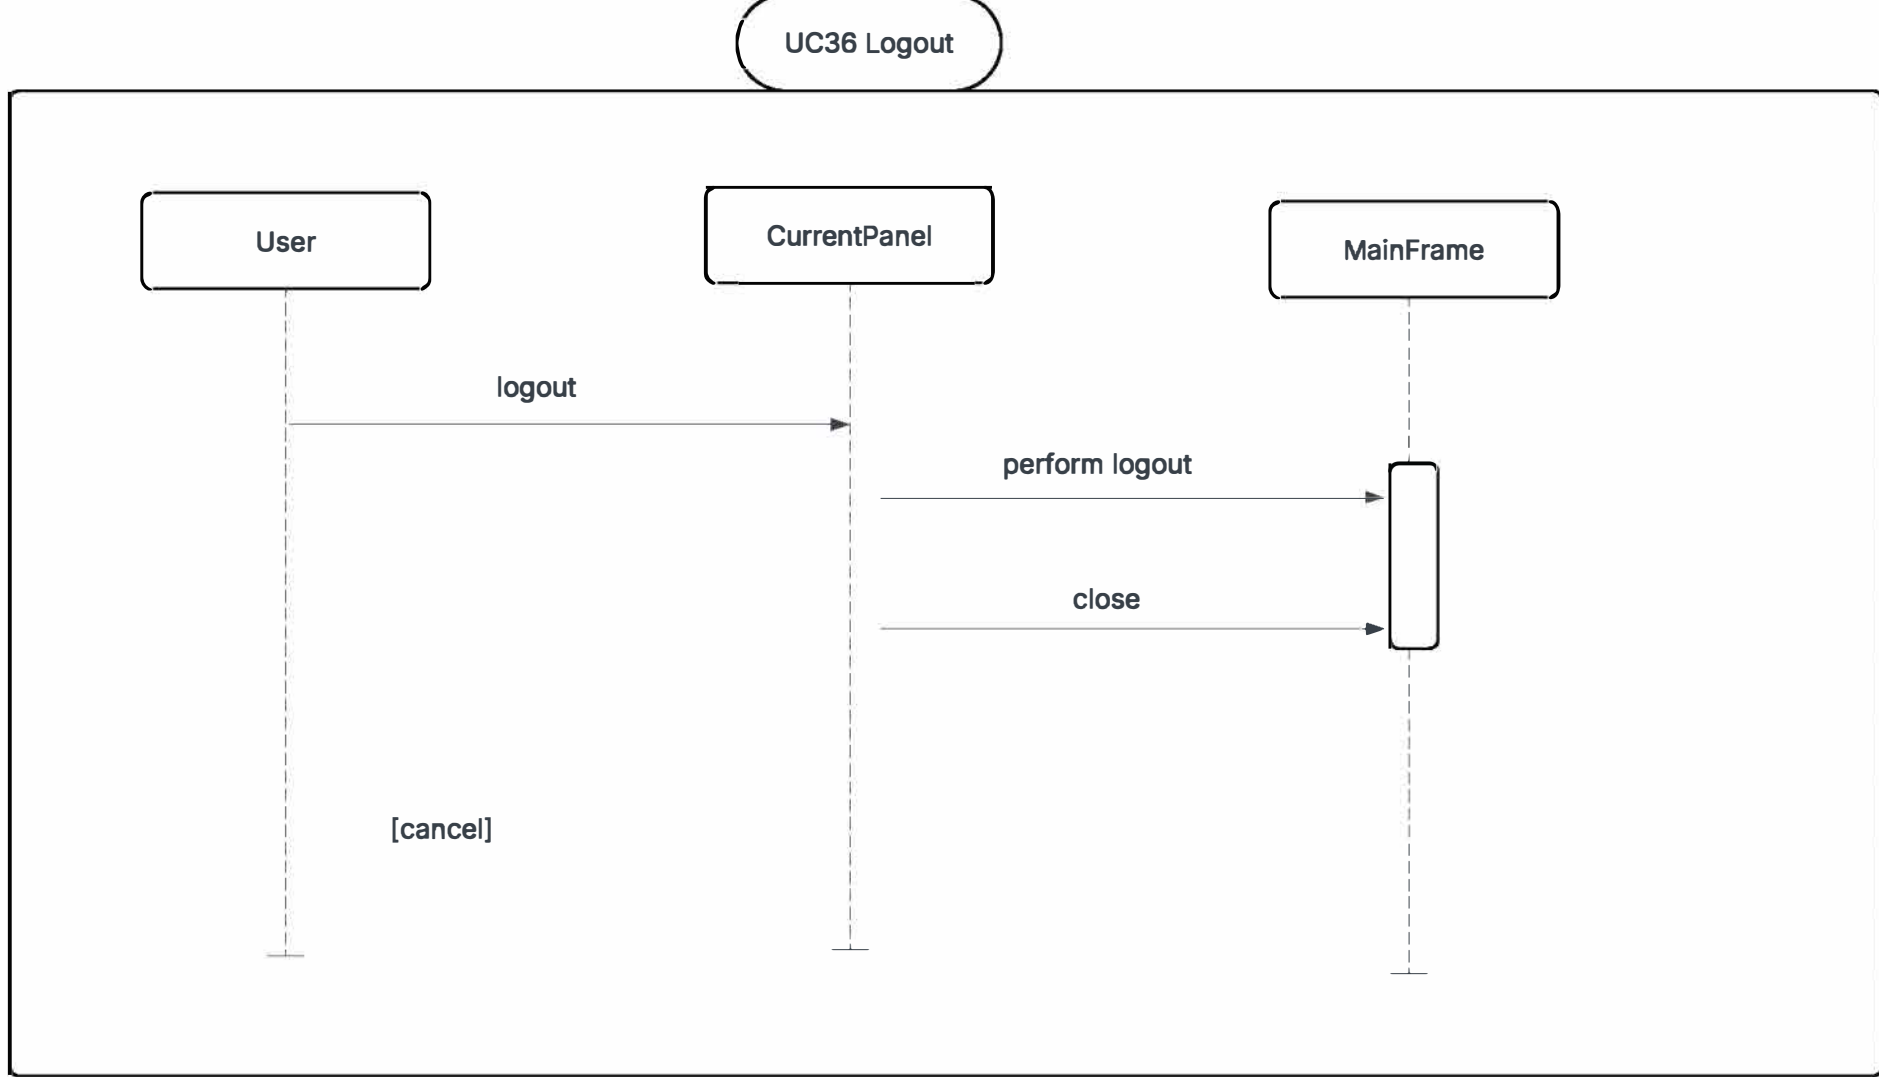 UC36 Logout
User
CurrentPanel
MainFrame
logout
perform logout
close
[cancel]